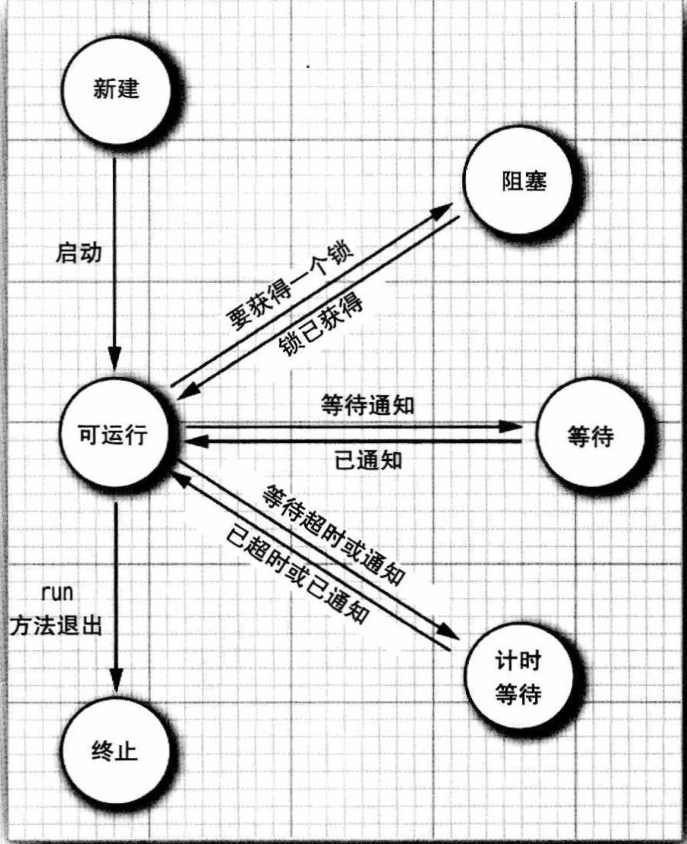 新建
阻塞
启动
要获得一个锁
锁已获得
可运行
等待通知
已通知
等待
等待超时或通知
已超时或已通知
run
方法退出
计时
等待
终止